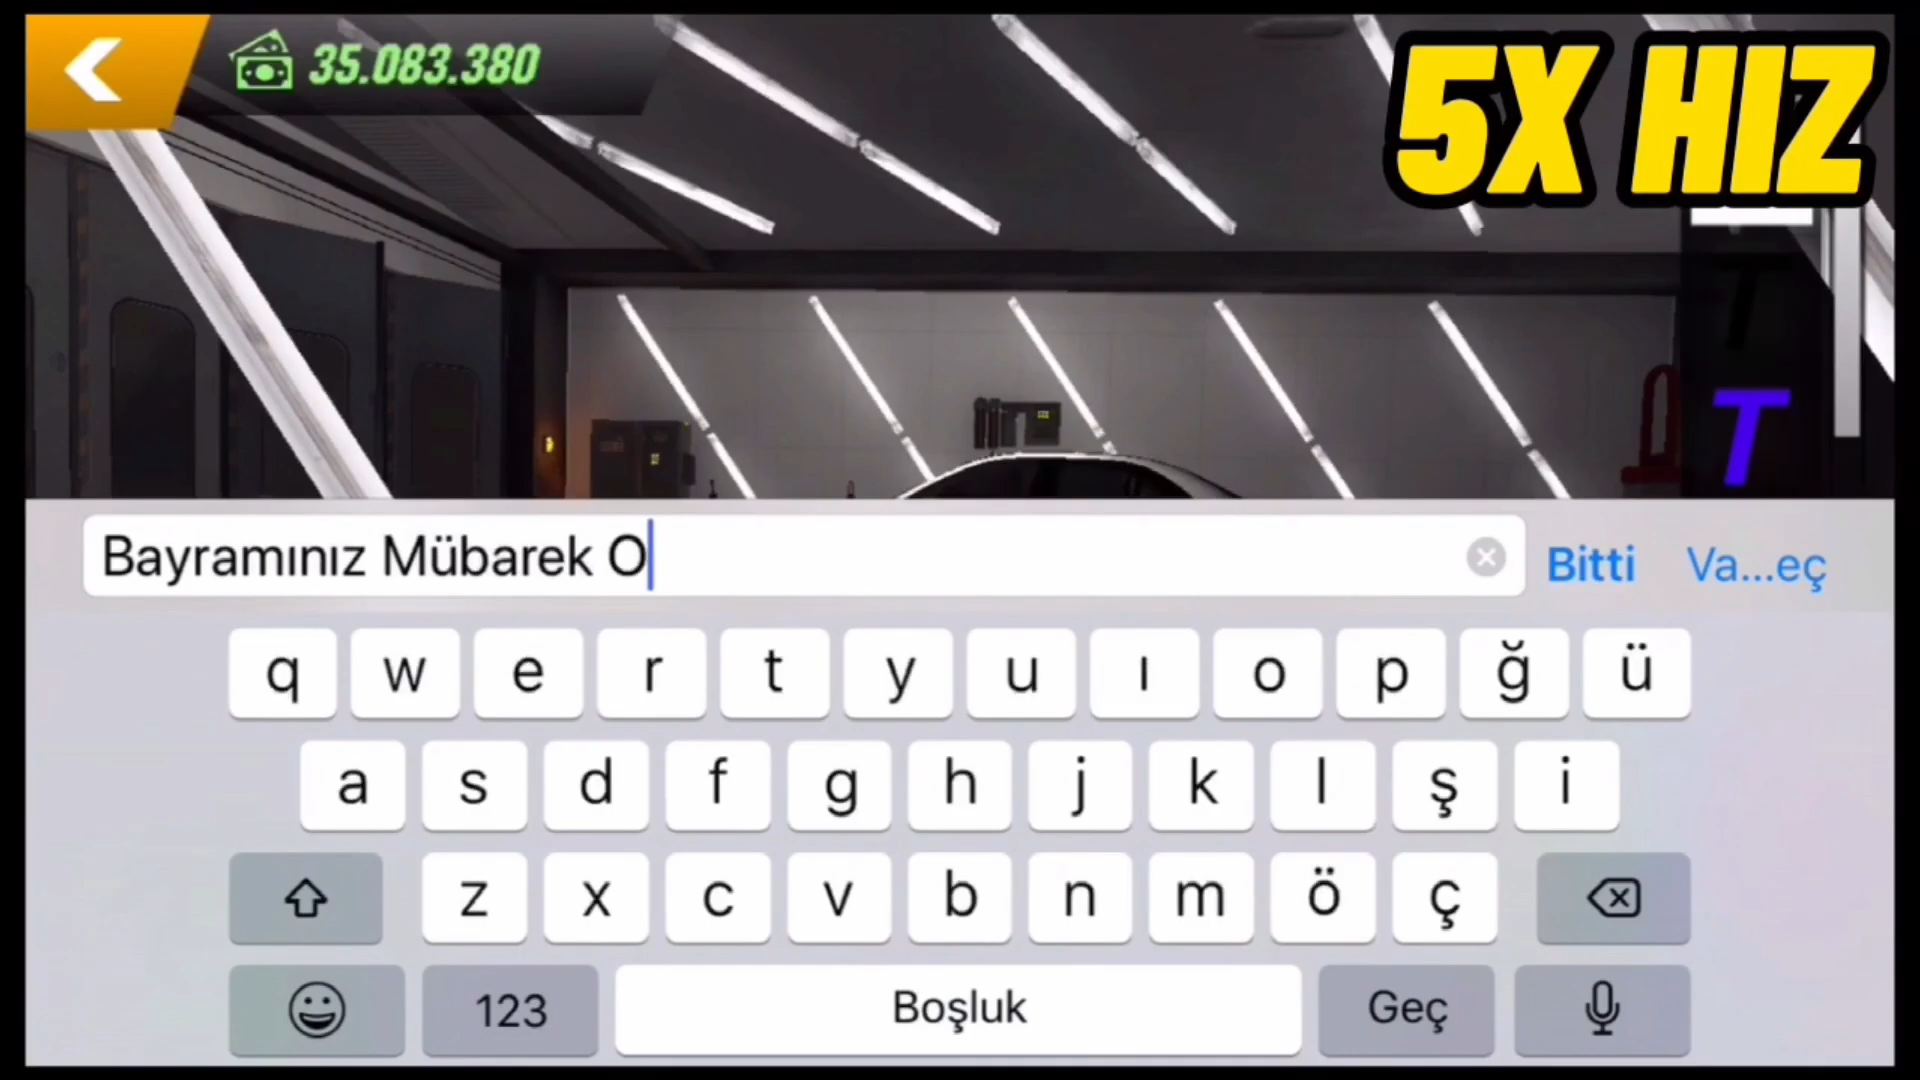 35.083.380
5X HIZ
T
T
Bayramınız Mübarek O
Bitti
Va...eç
q w e r t y u ı o p ğ ü
a s d f g h j k l ş i
z x c v b n m ö ç
123
Boşluk
Geç